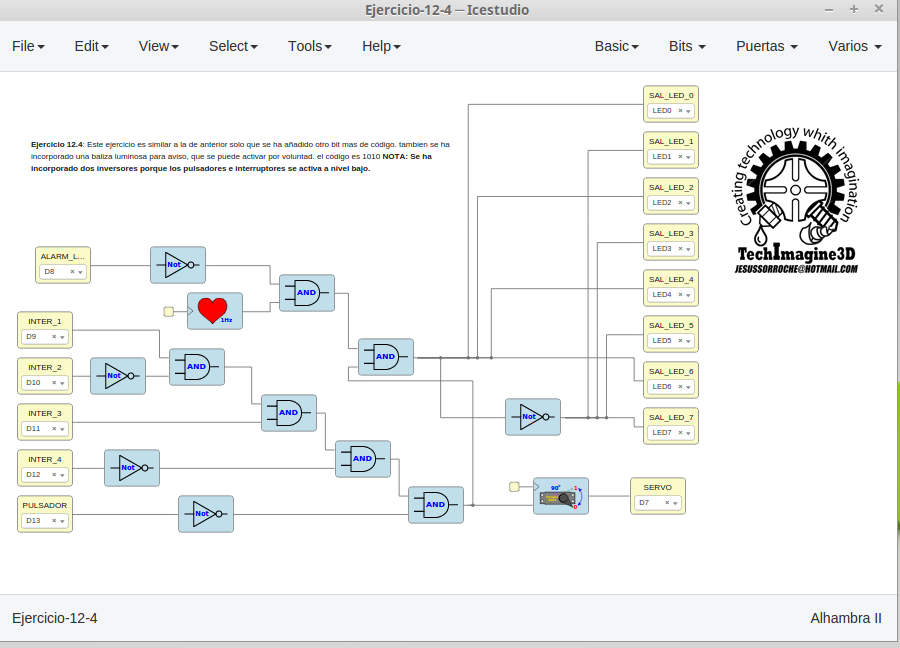 Ejercicio-12-4 ─ Icestudio
File Edit View Select Tools Help Basic Bits Puertas Varios
Ejercicio 12.4: Este ejercicio es similar a la de anterior solo que se ha añadido otro bit mas de código. tambien se ha
incorporado una baliza luminosa para aviso, que se puede activar por voluntad. el código es 1010 NOTA: Se ha
incorporado dos inversores porque los pulsadores e interruptores se activa a nivel bajo.
SAL_LED_0
LED0
SAL_LED_1
LED1
SAL_LED_2
LED2
SAL_LED_3
LED3
SAL_LED_4
LED4
SAL_LED_5
LED5
SAL_LED_6
LED6
SAL_LED_7
LED7
Creating technology whith imagination
TechImagine3D
JESUSSORROCHE@HOTMAIL.COM
ALARM_L...
D8
Not
AND
1Hz
INTER_1
D9
AND
AND
INTER_2
D10
Not
AND
INTER_3
D11
Not
INTER_4
D12
Not
AND
PULSADOR
D13
Not
AND
90°
1
0
SERVO
D7
Ejercicio-12-4
Alhambra II